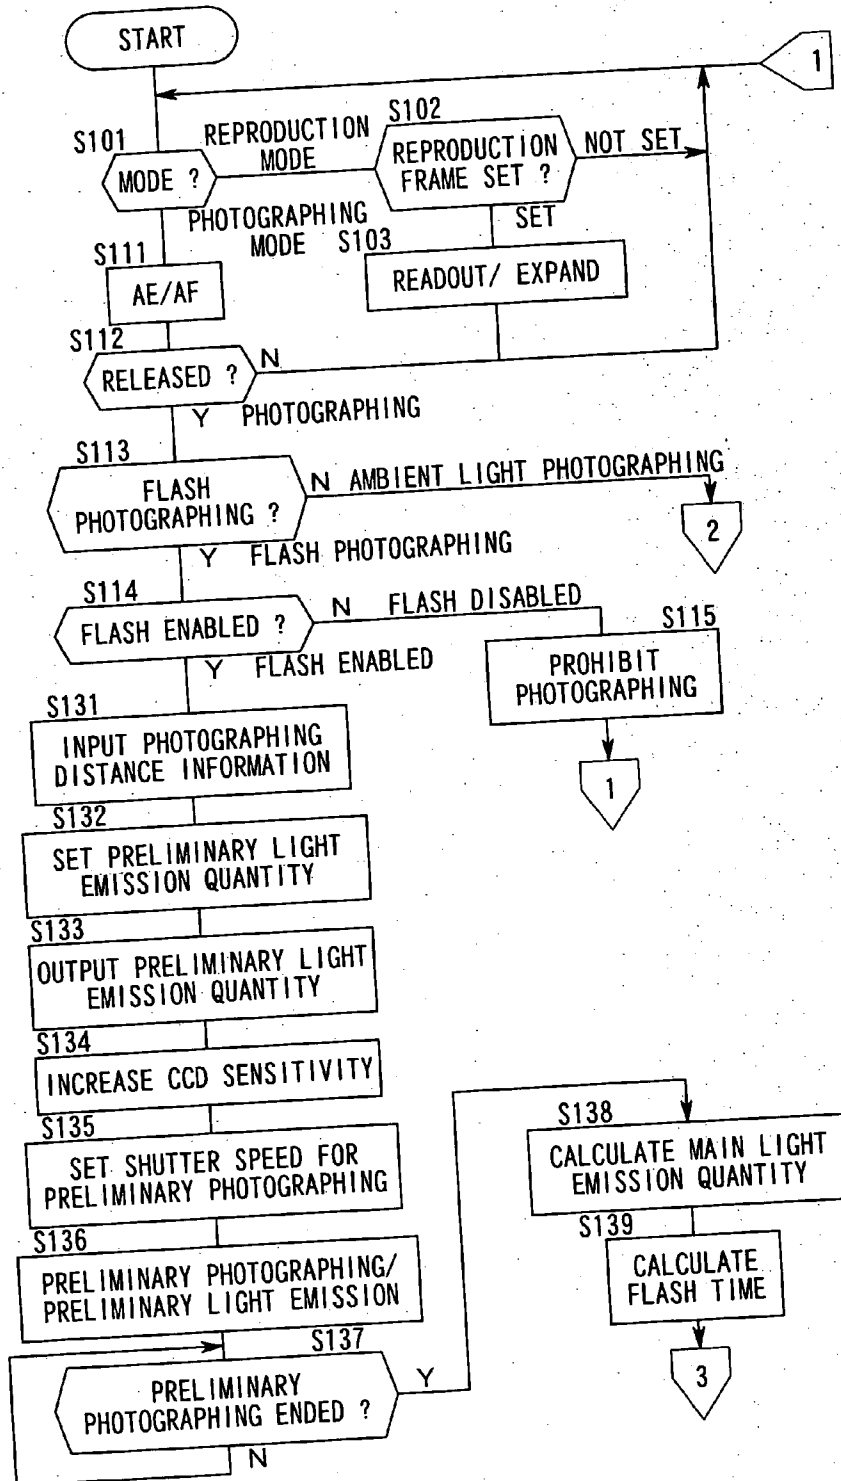 START
1
S101
REPRODUCTION
MODE
S102
MODE ?
REPRODUCTION
FRAME SET ?
NOT SET
PHOTOGRAPHING
MODE
SET
S103
READOUT/ EXPAND
S111
AE/AF
S112
RELEASED ?
N
Y PHOTOGRAPHING
S113
FLASH
PHOTOGRAPHING ?
N AMBIENT LIGHT PHOTOGRAPHING
2
Y FLASH PHOTOGRAPHING
S114
FLASH ENABLED ?
N FLASH DISABLED
S115
PROHIBIT
PHOTOGRAPHING
1
Y FLASH ENABLED
S131
INPUT PHOTOGRAPHING
DISTANCE INFORMATION
S132
SET PRELIMINARY LIGHT
EMISSION QUANTITY
S133
OUTPUT PRELIMINARY LIGHT
EMISSION QUANTITY
S134
INCREASE CCD SENSITIVITY
S135
SET SHUTTER SPEED FOR
PRELIMINARY PHOTOGRAPHING
S136
PRELIMINARY PHOTOGRAPHING/
PRELIMINARY LIGHT EMISSION
S137
PRELIMINARY
PHOTOGRAPHING ENDED ?
Y
N
S138
CALCULATE MAIN LIGHT
EMISSION QUANTITY
S139
CALCULATE
FLASH TIME
3